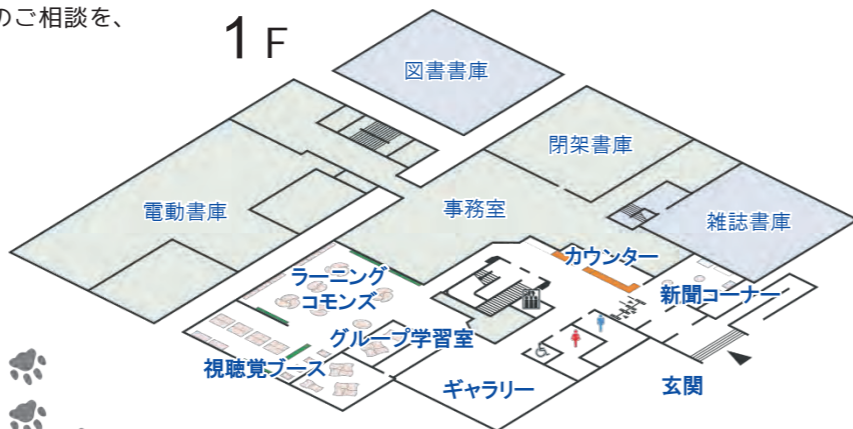 のご相談を、
1 F
図書書庫
閉架書庫
電動書庫
事務室
雑誌書庫
カウンター
ラーニング
コモンズ
新聞コーナー
グループ学習室
視聴覚ブース
ギャラリー
玄関